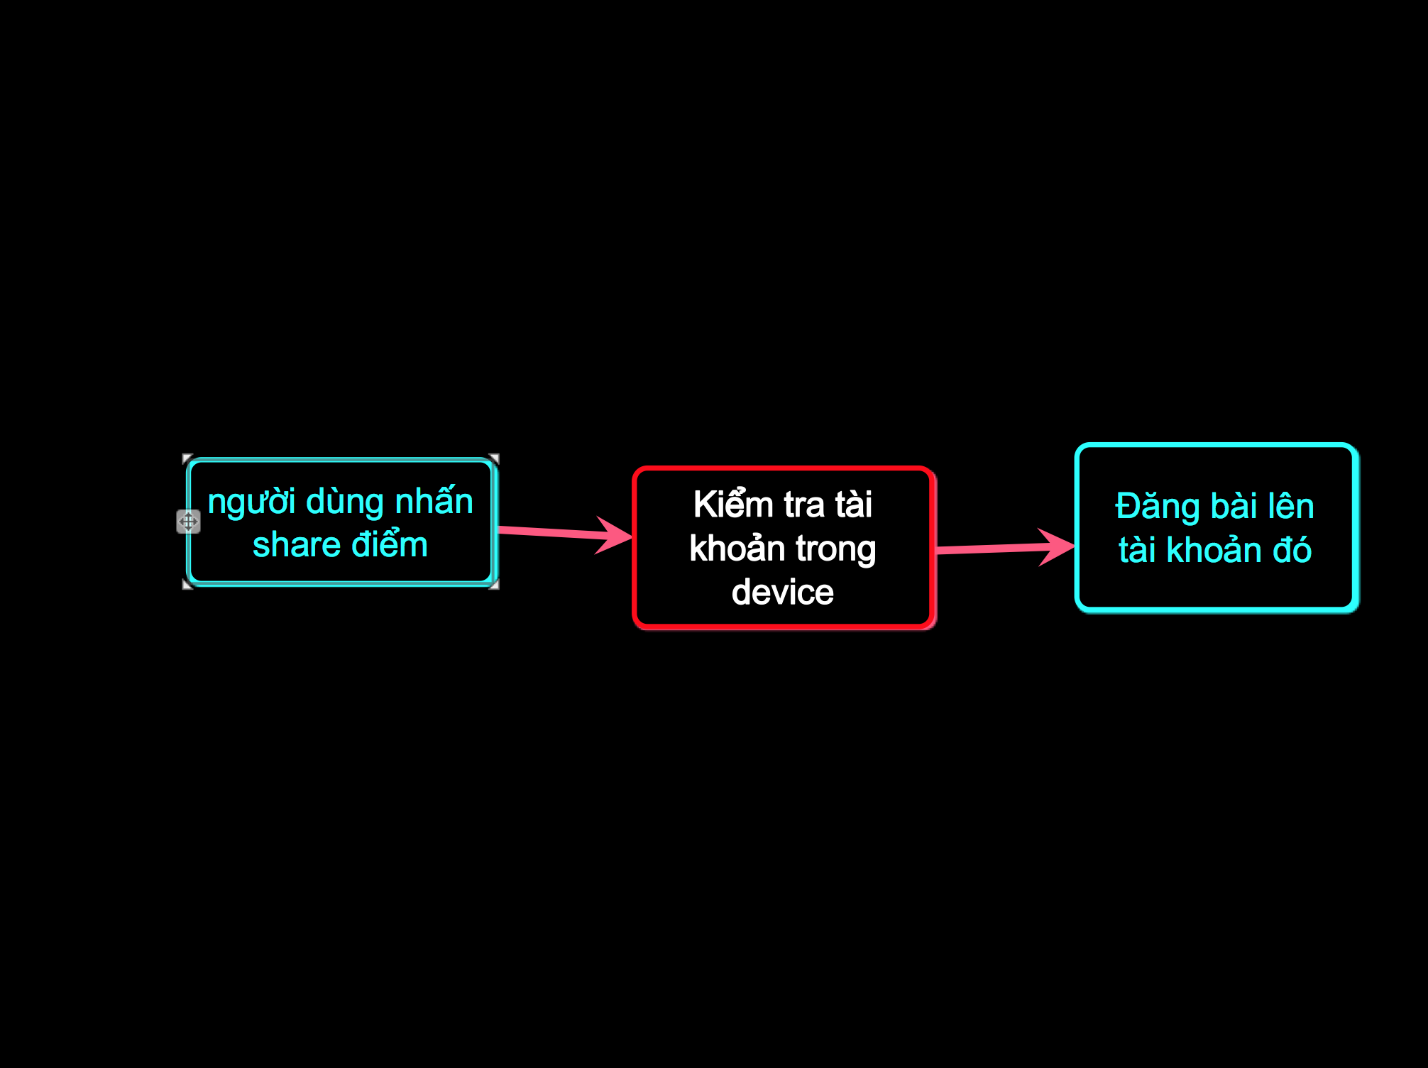 người dùng nhấn
share điểm
Kiểm tra tài
khoản trong
device
Đăng bài lên
tài khoản đó